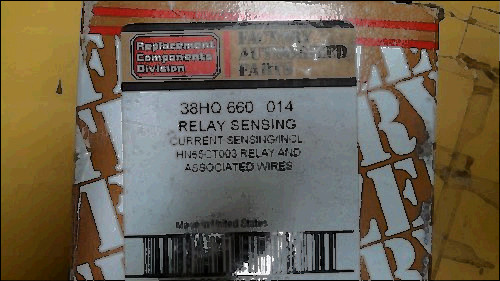 Replacement
Components
Division
FACTORY
AUTHORIZED
PARTS
38HQ 660 014
RELAY SENSING
CURRENT SENSING/INCL
HN65CT003 RELAY AND
ASSOCIATED WIRES
Made in United States